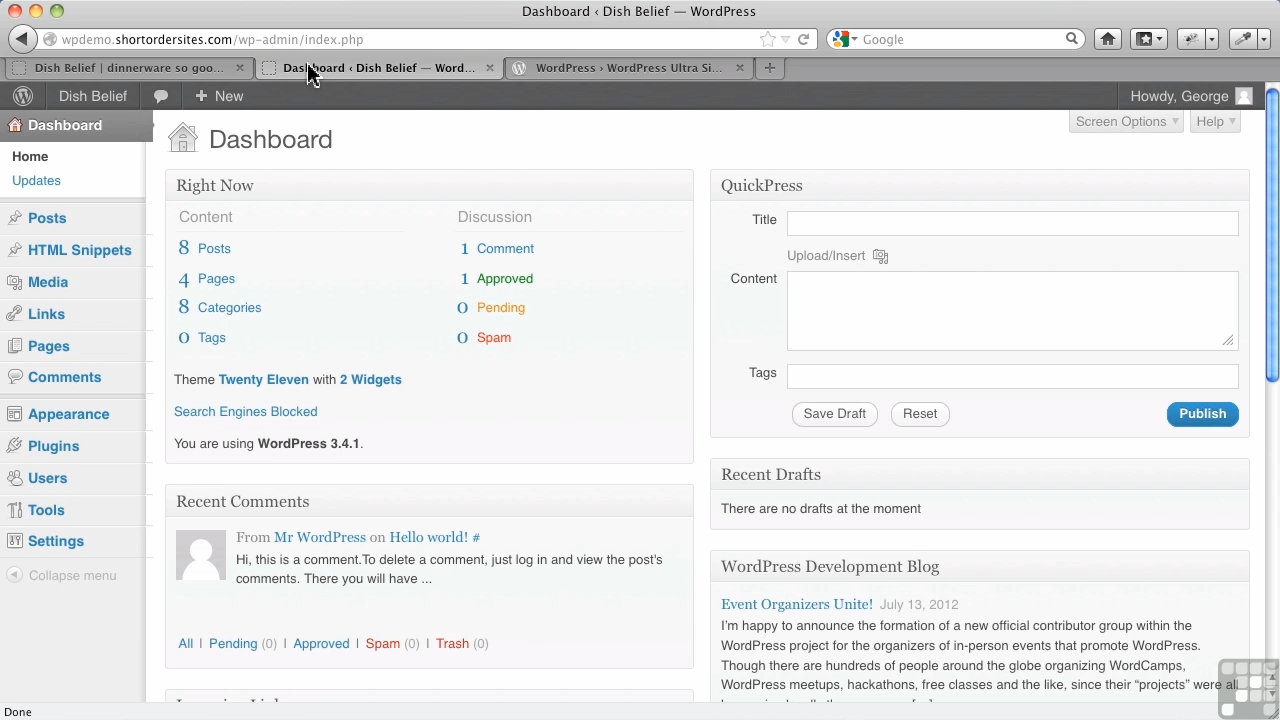 Dashboard ‹ Dish Belief — WordPress
wpdemo.shortordersites.com/wp-admin/index.php
Google
Dish Belief | dinnerware so goo...
Dashboard ‹ Dish Belief — Word...
WordPress › WordPress Ultra Si...
Dish Belief
+ New
Howdy, George
Dashboard
Home
Updates
Posts
HTML Snippets
Media
Links
Pages
Comments
Appearance
Plugins
Users
Tools
Settings
Collapse menu
Dashboard
Screen Options
Help
Right Now
Content
Discussion
8 Posts
1 Comment
4 Pages
1 Approved
8 Categories
0 Pending
0 Tags
0 Spam
Theme Twenty Eleven with 2 Widgets
Search Engines Blocked
You are using WordPress 3.4.1.
Recent Comments
From Mr WordPress on Hello world! #
Hi, this is a comment.To delete a comment, just log in and view the post's
comments. There you will have ...
All | Pending (0) | Approved | Spam (0) | Trash (0)
QuickPress
Title
Upload/Insert
Content
Tags
Save Draft
Reset
Publish
Recent Drafts
There are no drafts at the moment
WordPress Development Blog
Event Organizers Unite! July 13, 2012
I'm happy to announce the formation of a new official contributor group within the
WordPress project for the organizers of in-person events that promote WordPress.
Though there are hundreds of people around the globe organizing WordCamps,
WordPress meetups, hackathons, free classes and the like, since their “projects” were all
Done